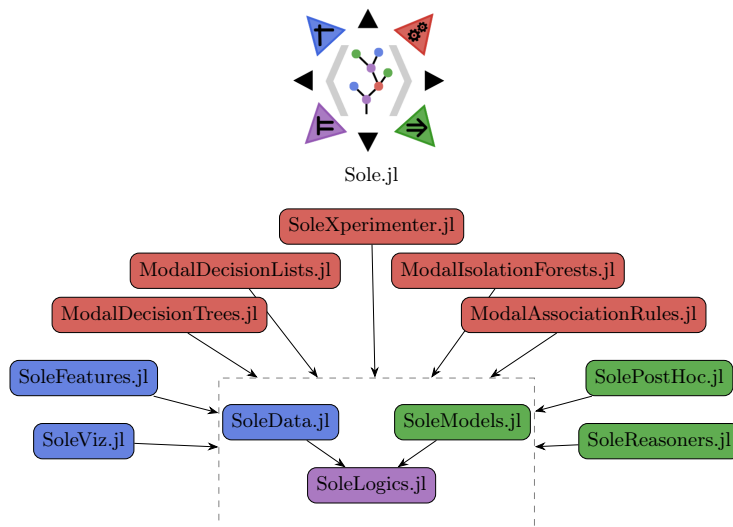 Sole.jl
SoleXperimenter.jl
ModalDecisionLists.jl
ModalIsolationForests.jl
ModalDecisionTrees.jl
ModalAssociationRules.jl
SoleFeatures.jl
SolePostHoc.jl
SoleData.jl
SoleModels.jl
SoleViz.jl
SoleReasoners.jl
SoleLogics.jl